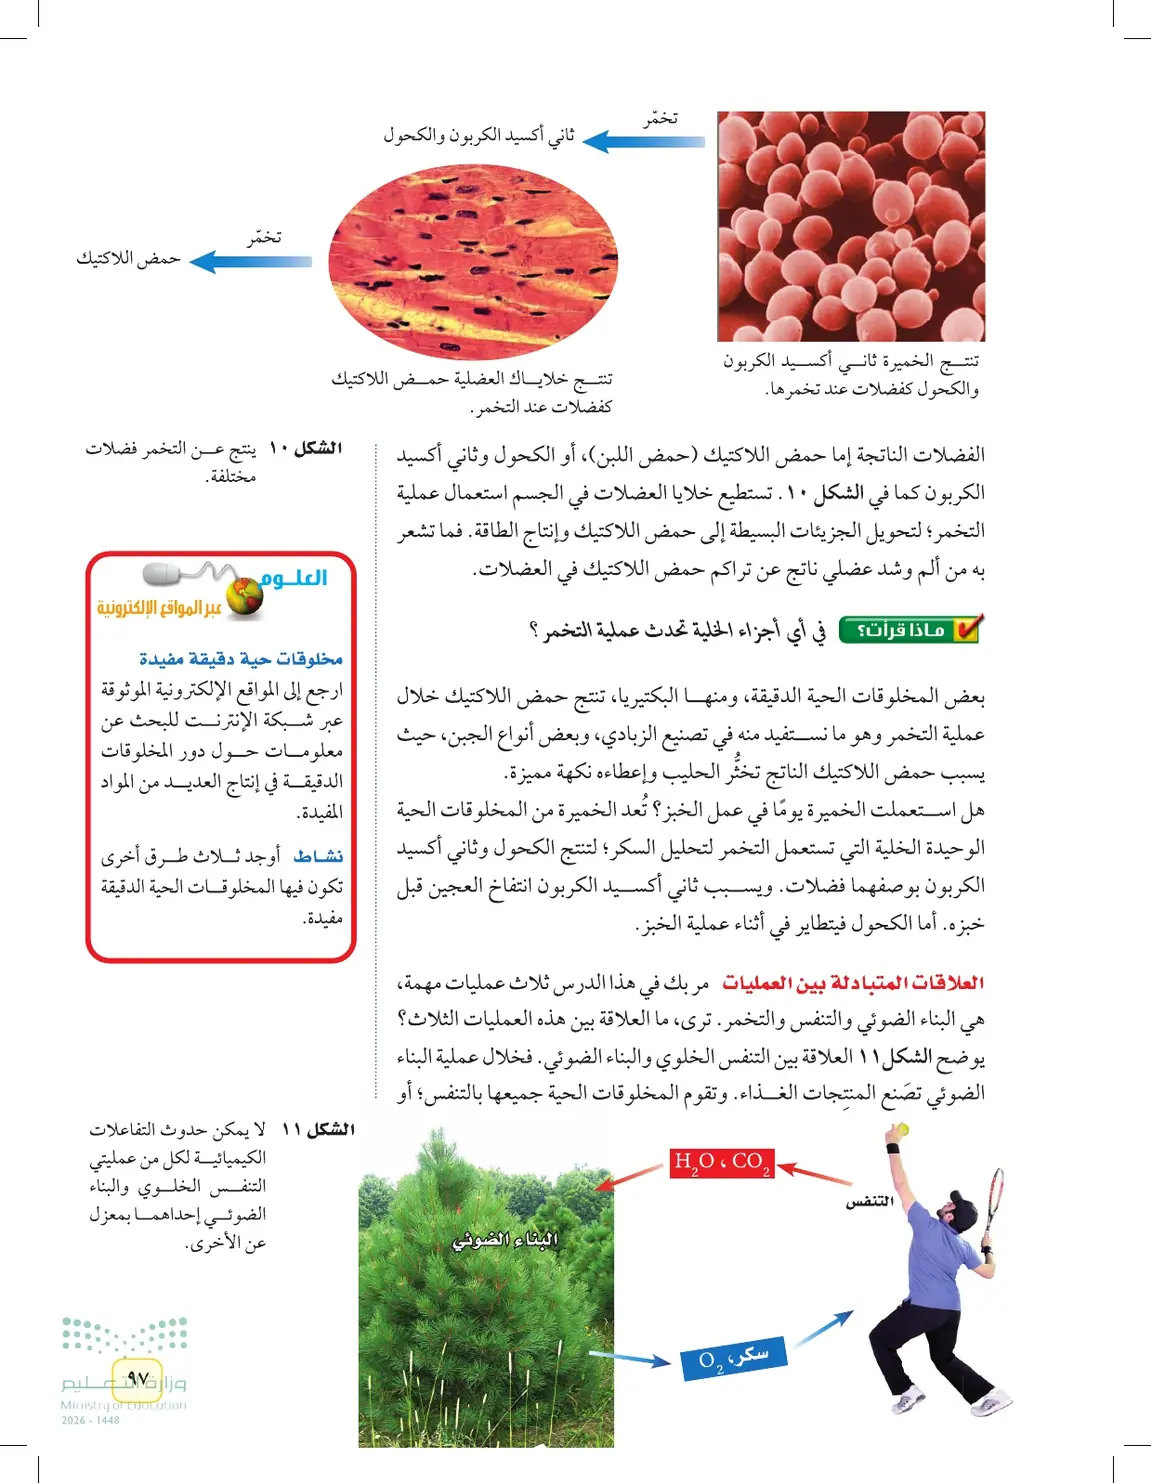 تخمّر
ثاني أكسيد الكربون والكحول
تخمّر
حمض اللاكتيك
تنتج الخميرة ثاني أكسيد الكربون
والكحول كفضلات عند تخمرها.
تنتج خلاياك العضلية حمض اللاكتيك
كفضلات عند التخمر.
الشكل ١٠ ينتج عن التخمر فضلات
مختلفة.
الفضلات الناتجة إما حمض اللاكتيك (حمض اللبن)، أو الكحول وثاني أكسيد
الكربون كما في الشكل ١٠. تستطيع خلايا العضلات في الجسم استعمال عملية
التخمر؛ لتحويل الجزيئات البسيطة إلى حمض اللاكتيك وإنتاج الطاقة. فما تشعر
به من ألم وشد عضلي ناتج عن تراكم حمض اللاكتيك في العضلات.
ماذا قرأت؟ في أي أجزاء الخلية تحدث عملية التخمر ؟
بعض المخلوقات الحية الدقيقة، ومنها البكتيريا، تنتج حمض اللاكتيك خلال
عملية التخمر وهو ما نستفيد منه في تصنيع الزبادي، وبعض أنواع الجبن، حيث
يسبب حمض اللاكتيك الناتج تخثُّر الحليب وإعطاءه نكهة مميزة.
هل استعملت الخميرة يومًا في عمل الخبز؟ تُعد الخميرة من المخلوقات الحية
الوحيدة الخلية التي تستعمل التخمر لتحليل السكر؛ لتنتج الكحول وثاني أكسيد
الكربون بوصفهما فضلات. ويسبب ثاني أكسيد الكربون انتفاخ العجين قبل
خبزه. أما الكحول فيتطاير في أثناء عملية الخبز.
العلاقات المتبادلة بين العمليات مر بك في هذا الدرس ثلاث عمليات مهمة،
هي البناء الضوئي والتنفس والتخمر. ترى، ما العلاقة بين هذه العمليات الثلاث؟
يوضح الشكل١١ العلاقة بين التنفس الخلوي والبناء الضوئي. فخلال عملية البناء
الضوئي تصَنع المنتِجات الغذاء. وتقوم المخلوقات الحية جميعها بالتنفس؛ أو
العلوم
عبر المواقع الإلكترونية
مخلوقات حية دقيقة مفيدة
ارجع إلى المواقع الإلكترونية الموثوقة
عبر شبكة الإنترنت للبحث عن
معلومات حول دور المخلوقات
الدقيقة في إنتاج العديد من المواد
المفيدة.
نشاط أوجد ثلاث طرق أخرى
تكون فيها المخلوقات الحية الدقيقة
مفيدة.
الشكل ١١ لا يمكن حدوث التفاعلات
الكيميائية لكل من عمليتي
التنفس الخلوي والبناء
الضوئي إحداهما بمعزل
عن الأخرى.
H₂O ، CO₂
التنفس
البناء الضوئي
سكر، O₂
وزارة التعليم
٩٧
Ministry of Education
2026 - 1448